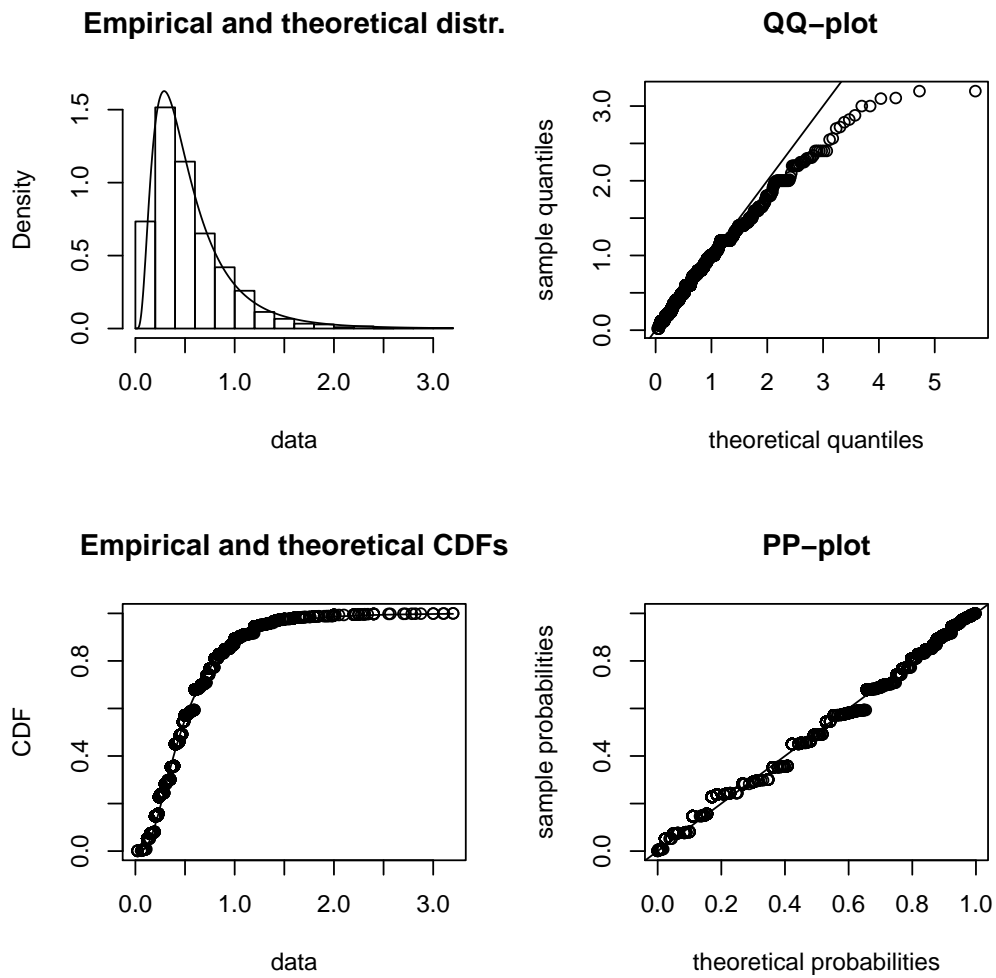 Empirical and theoretical distr.
Density
0.0 0.5 1.0 1.5
0.0 1.0 2.0 3.0
data
QQ−plot
sample quantiles
0.0 1.0 2.0 3.0
0 1 2 3 4 5
theoretical quantiles
Empirical and theoretical CDFs
CDF
0.0 0.4 0.8
0.0 1.0 2.0 3.0
data
PP−plot
sample probabilities
0.0 0.4 0.8
0.0 0.2 0.4 0.6 0.8 1.0
theoretical probabilities